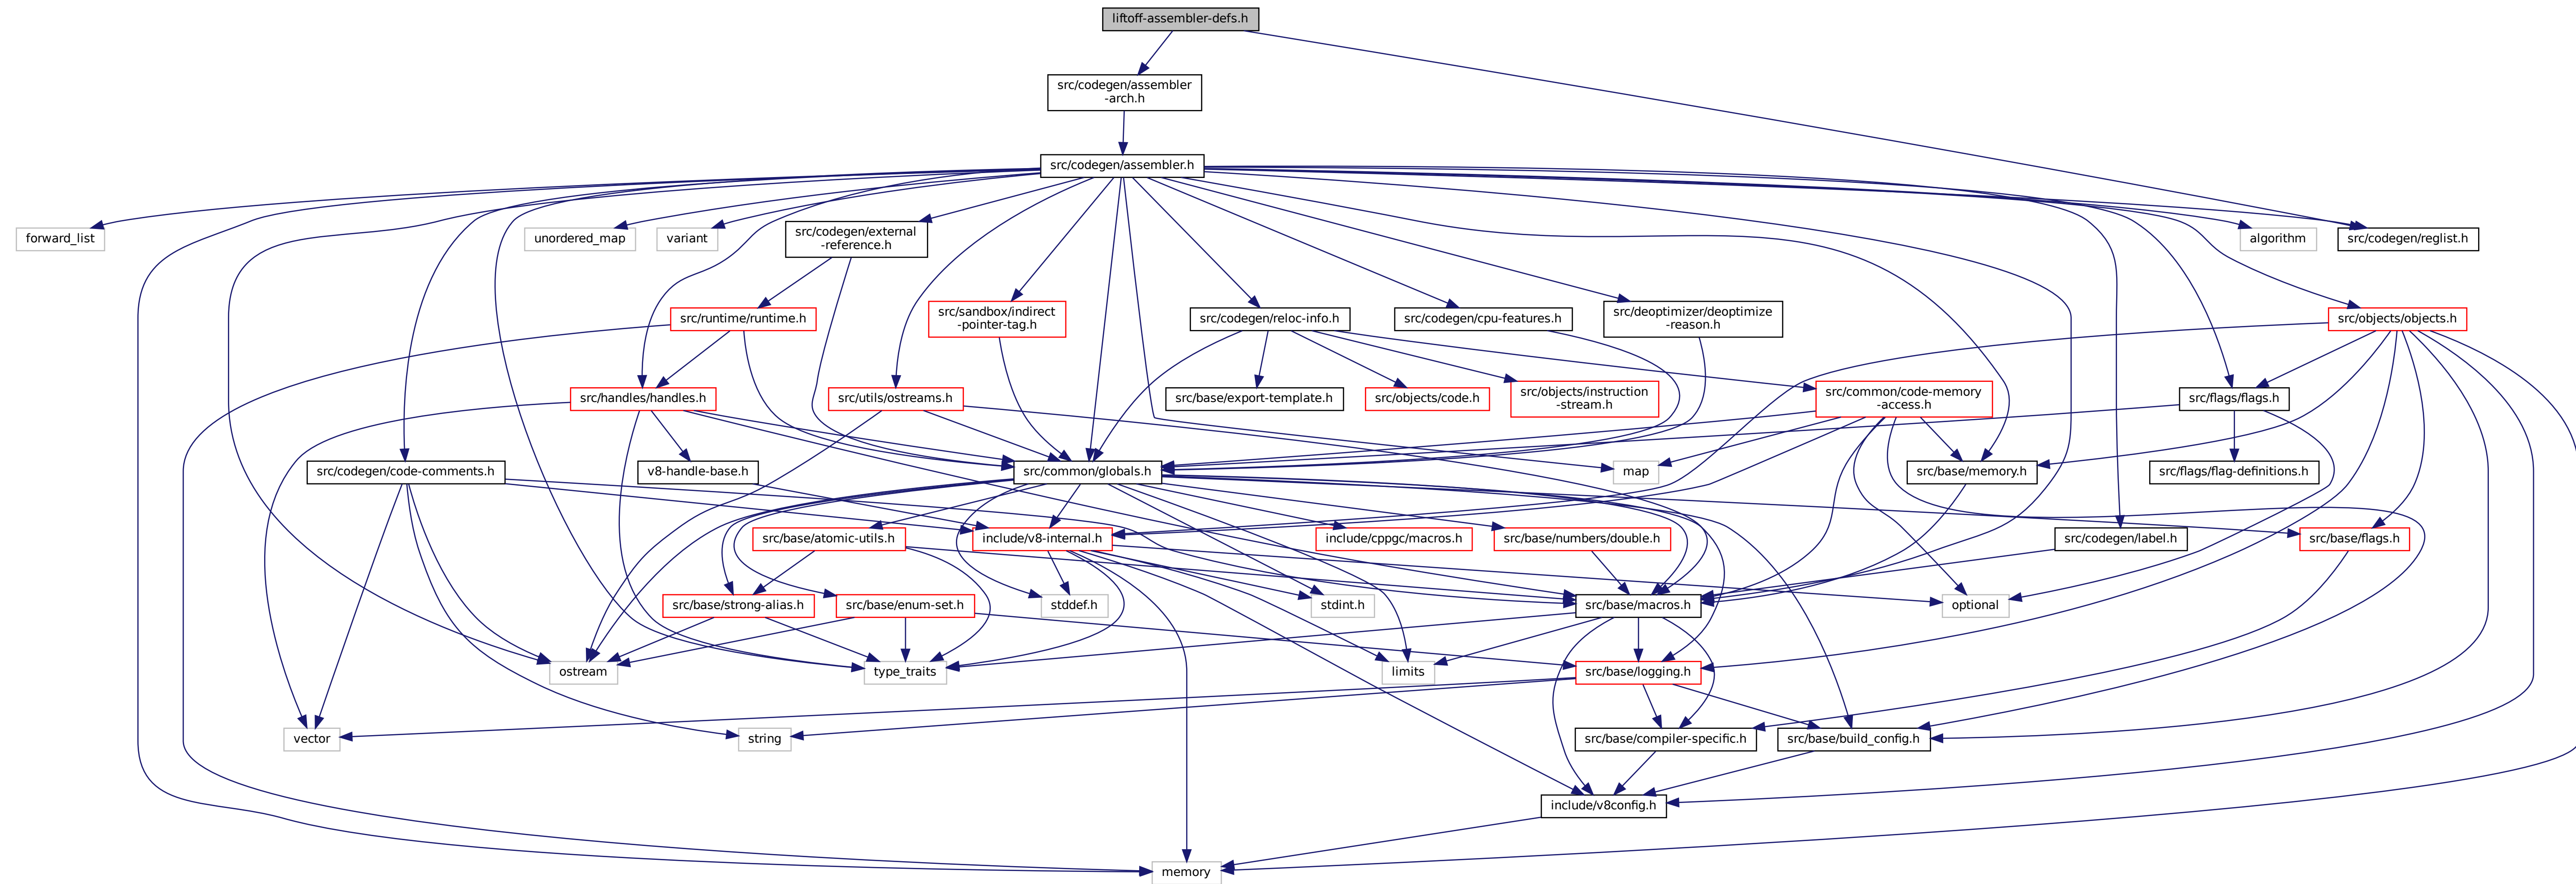 liftoff-assembler-defs.h
src/codegen/assembler
-arch.h
src/codegen/assembler.h
forward_list
unordered_map
variant
src/codegen/external
-reference.h
algorithm
src/codegen/reglist.h
src/runtime/runtime.h
src/sandbox/indirect
-pointer-tag.h
src/codegen/reloc-info.h
src/codegen/cpu-features.h
src/deoptimizer/deoptimize
-reason.h
src/objects/objects.h
src/handles/handles.h
src/utils/ostreams.h
src/base/export-template.h
src/objects/code.h
src/objects/instruction
-stream.h
src/common/code-memory
-access.h
src/flags/flags.h
src/codegen/code-comments.h
v8-handle-base.h
src/common/globals.h
map
src/base/memory.h
src/flags/flag-definitions.h
src/base/atomic-utils.h
include/v8-internal.h
include/cppgc/macros.h
src/base/numbers/double.h
src/codegen/label.h
src/base/flags.h
src/base/strong-alias.h
src/base/enum-set.h
stddef.h
stdint.h
src/base/macros.h
optional
ostream
type_traits
limits
src/base/logging.h
vector
string
src/base/compiler-specific.h
src/base/build_config.h
include/v8config.h
memory